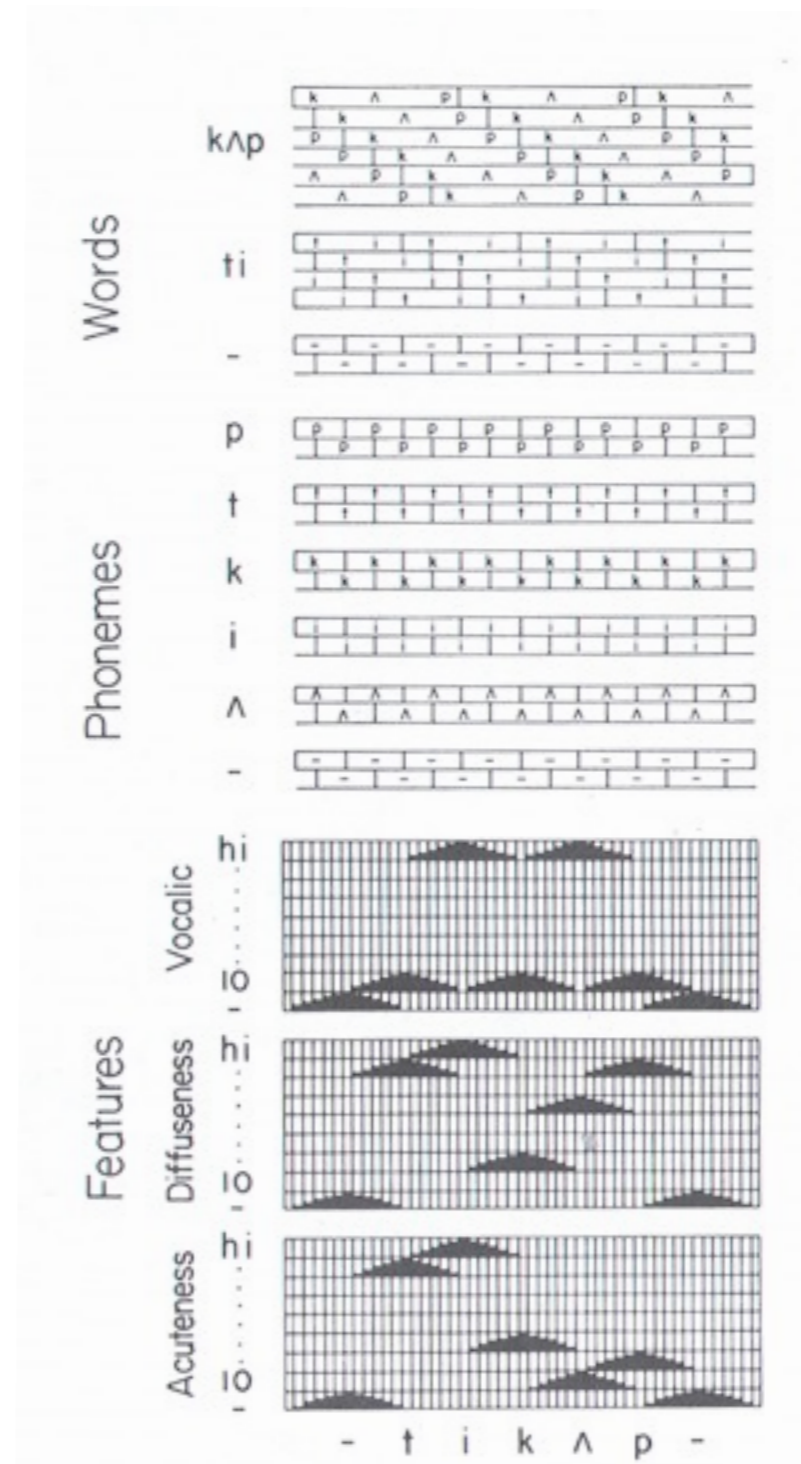 Words
kʌp
k ʌ p k ʌ p k ʌ
k ʌ p k ʌ p k
p k ʌ p k ʌ p k
p k ʌ p k ʌ p
ʌ p k ʌ p k ʌ p
ʌ p k ʌ p k ʌ
ti
t i t i t i t i
t i t i t i t
i t i t i t i t
i t i t i t i
-
- - - - - - - -
- - - - - - -
Phonemes
p
p p p p p p p p
p p p p p p p
t
t t t t t t t t
t t t t t t t
k
k k k k k k k k
k k k k k k k
i
i i i i i i i i
i i i i i i i
ʌ
ʌ ʌ ʌ ʌ ʌ ʌ ʌ ʌ
ʌ ʌ ʌ ʌ ʌ ʌ ʌ
-
- - - - - - - -
- - - - - - -
Features
Vocalic
hi
lo
-
Diffuseness
hi
lo
-
Acuteness
hi
lo
-
- t i k ʌ p -